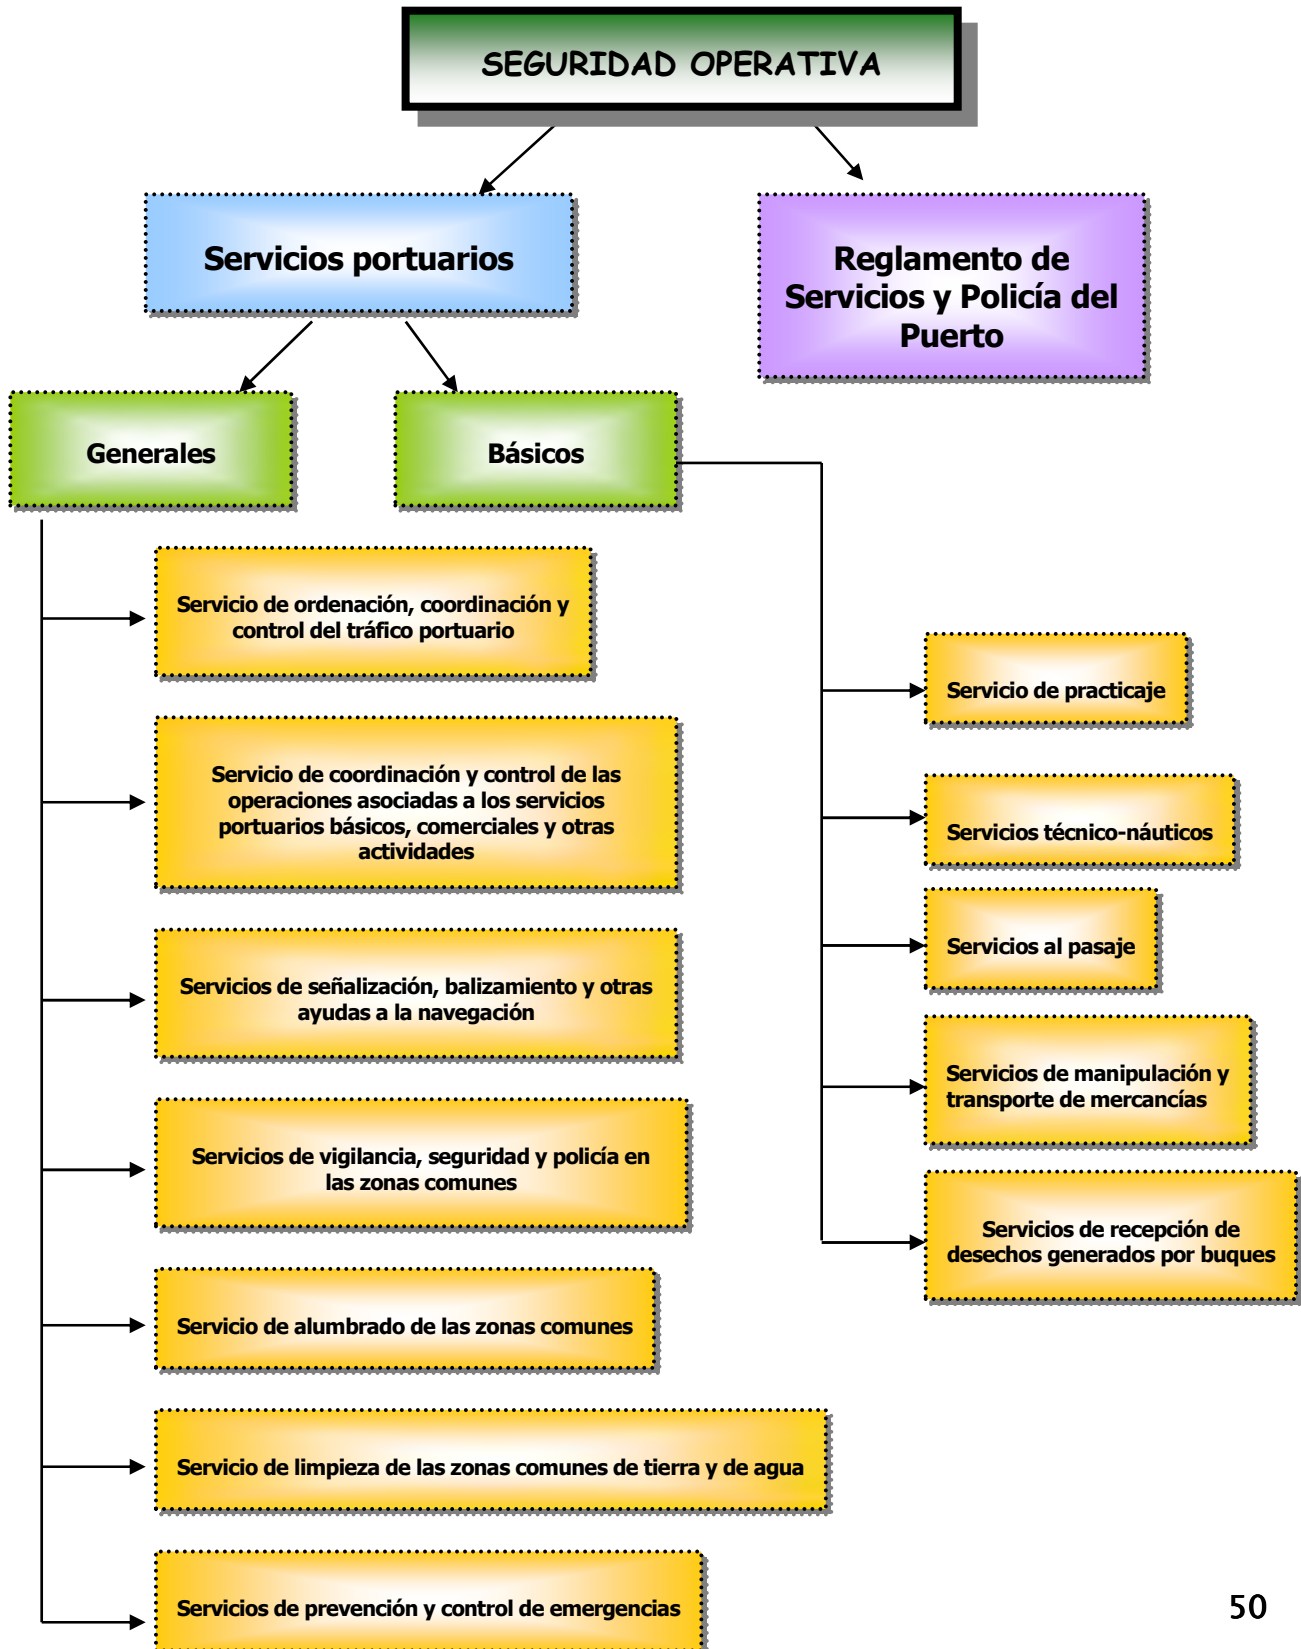 SEGURIDAD OPERATIVA
Servicios portuarios
Reglamento de
Servicios y Policía del
Puerto
Generales
Básicos
Servicio de ordenación, coordinación y
control del tráfico portuario
Servicio de coordinación y control de las
operaciones asociadas a los servicios
portuarios básicos, comerciales y otras
actividades
Servicios de señalización, balizamiento y otras
ayudas a la navegación
Servicios de vigilancia, seguridad y policía en
las zonas comunes
Servicio de alumbrado de las zonas comunes
Servicio de limpieza de las zonas comunes de tierra y de agua
Servicios de prevención y control de emergencias
Servicio de practicaje
Servicios técnico-náuticos
Servicios al pasaje
Servicios de manipulación y
transporte de mercancías
Servicios de recepción de
desechos generados por buques
50